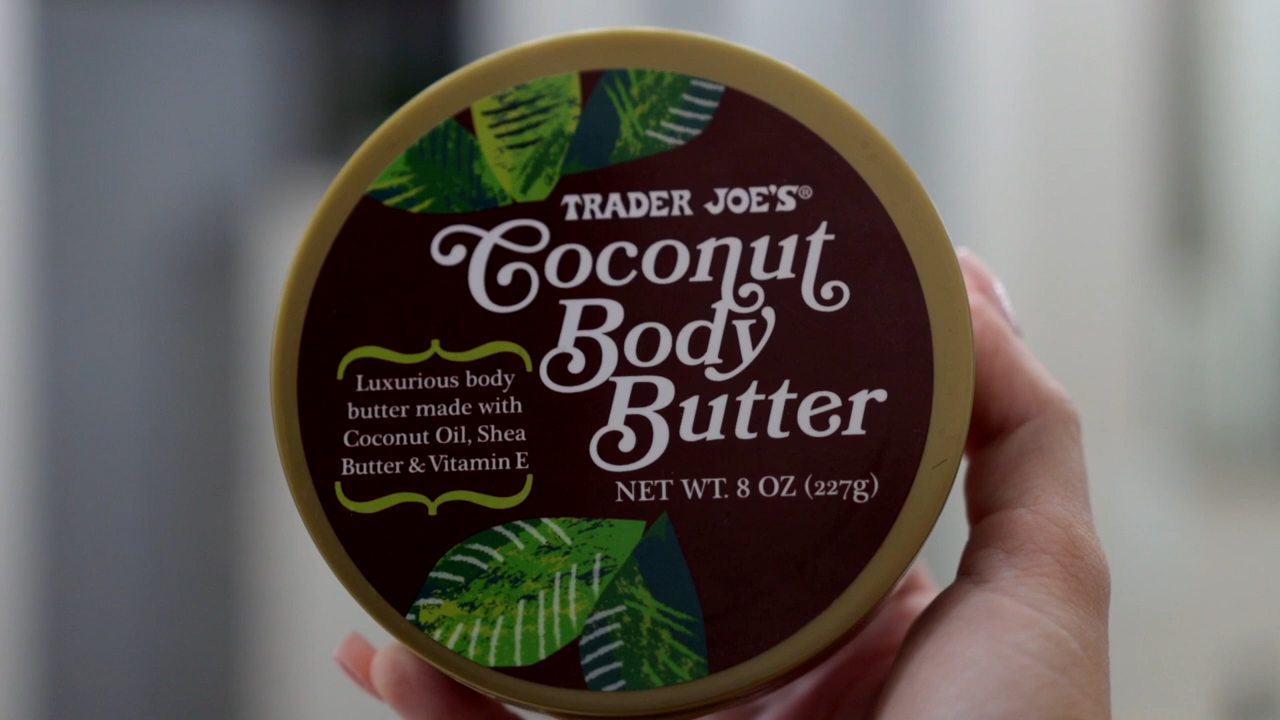 TRADER JOE'S®
Coconut
Body
Butter
Luxurious body
butter made with
Coconut Oil, Shea
Butter & Vitamin E
NET WT. 8 OZ (227g)